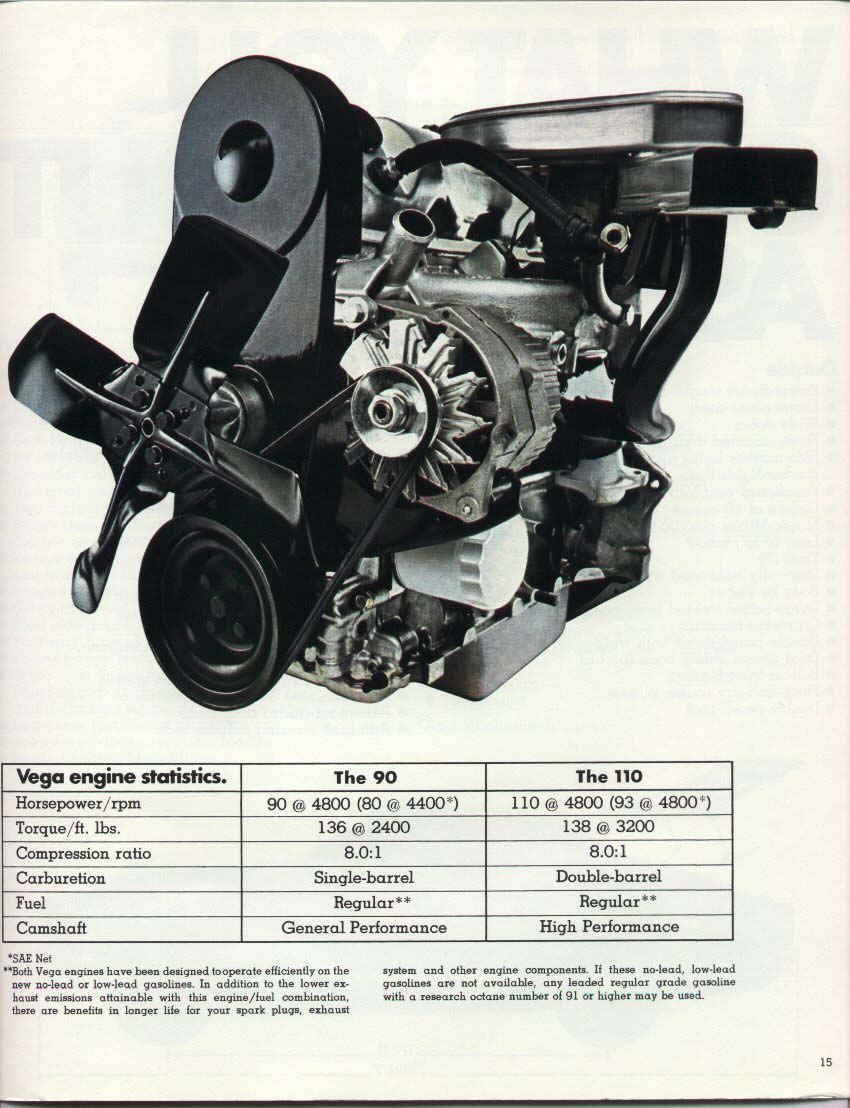 Vega engine statistics. The 90 The 110
Horsepower/rpm 90 @ 4800 (80 @ 4400*) 110 @ 4800 (93 @ 4800*)
Torque/ft. lbs. 136 @ 2400 138 @ 3200
Compression ratio 8.0:1 8.0:1
Carburetion Single-barrel Double-barrel
Fuel Regular** Regular**
Camshaft General Performance High Performance
*SAE Net
**Both Vega engines have been designed to operate efficiently on the
new no-lead or low-lead gasolines. In addition to the lower ex-
haust emissions attainable with this engine/fuel combination,
there are benefits in longer life for your spark plugs, exhaust
system and other engine components. If these no-lead, low-lead
gasolines are not available, any leaded regular grade gasoline
with a research octane number of 91 or higher may be used.
15